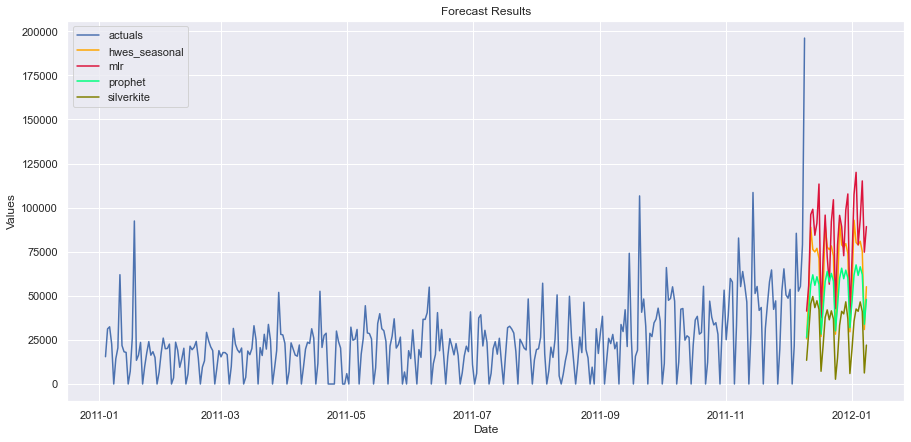 Forecast Results
actuals
hwes_seasonal
mlr
prophet
silverkite
200000
175000
150000
125000
100000
75000
50000
25000
0
Values
2011-01 2011-03 2011-05 2011-07 2011-09 2011-11 2012-01
Date